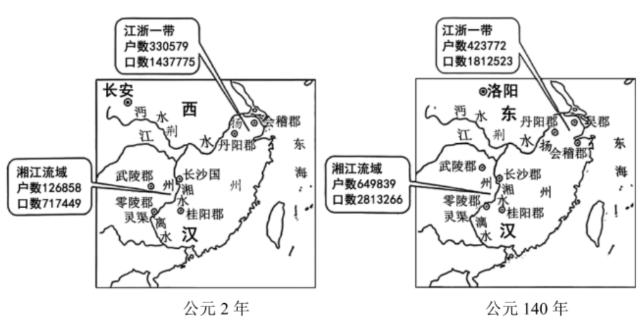 江浙一带
户数330579
口数1437775
长安
沔水
西
江
荆
水
扬
会稽郡
丹阳郡
湘江流域
户数126858
口数717449
武陵郡
长沙国
东海
州
湘
州
零陵郡
水
桂阳郡
灵渠
漓水
汉
公元 2 年
江浙一带
户数423772
口数1812523
洛阳
沔水
东
江
荆
水
丹阳郡
吴郡
扬
会稽郡
湘江流域
户数649839
口数2813266
武陵郡
长沙郡
东海
州
湘
州
零陵郡
水
桂阳郡
灵渠
漓水
汉
公元 140 年